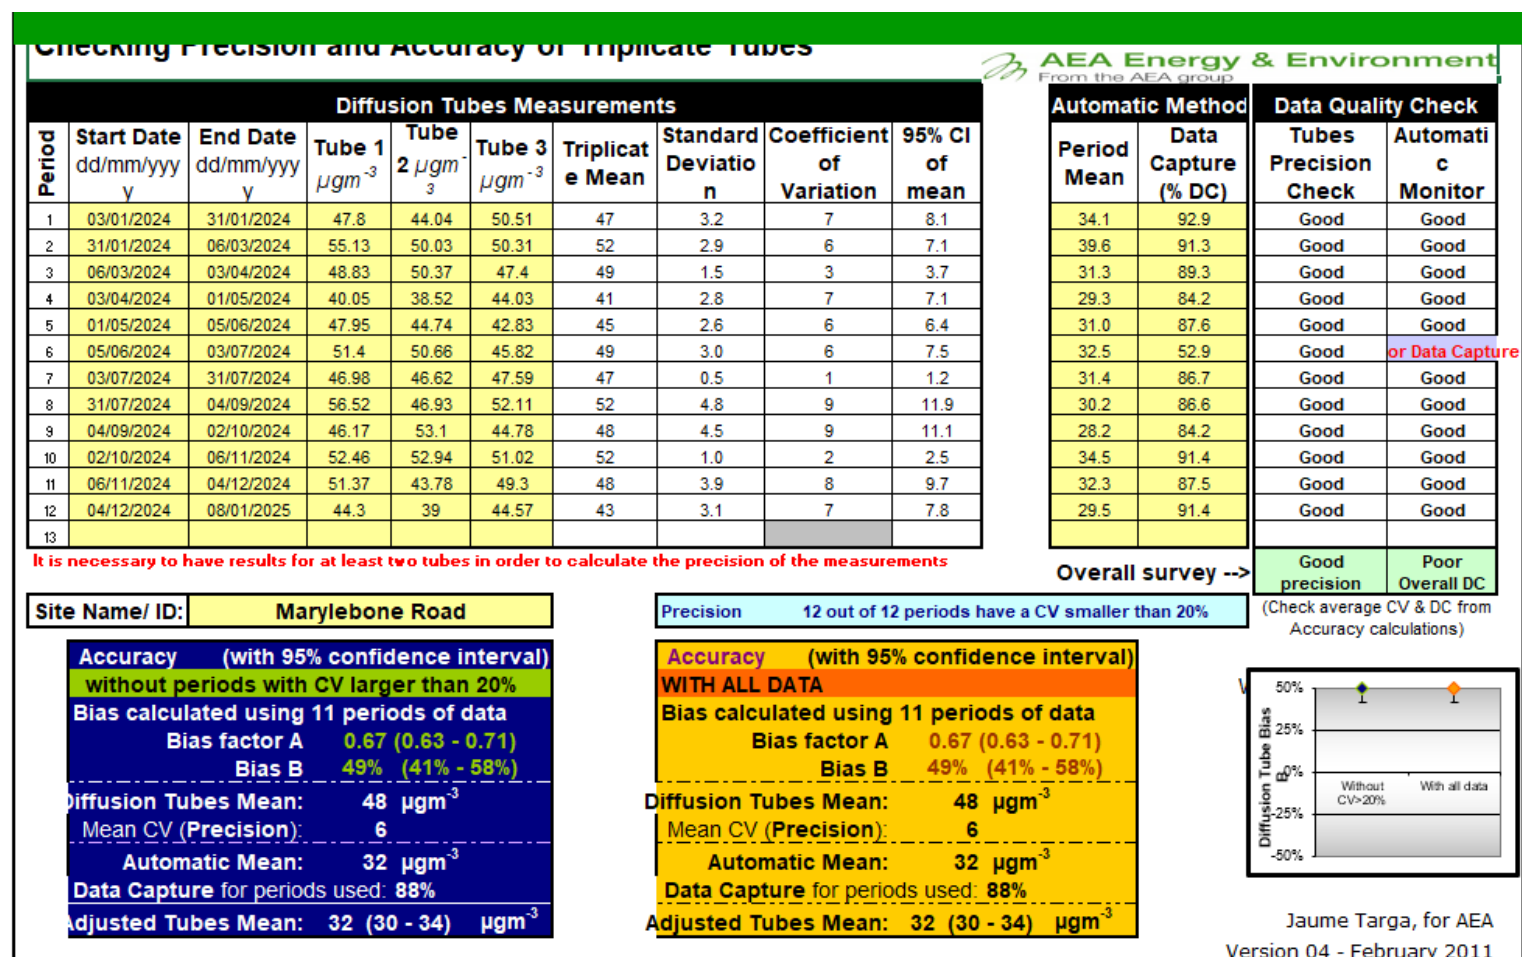 Checking Precision and Accuracy of Triplicate Tubes
AEA Energy & Environment
From the AEA group
Diffusion Tubes Measurements
Automatic Method
Data Quality Check
Period
Start Date dd/mm/yyyy
End Date dd/mm/yyyy
Tube 1 µgm-3
Tube 2 µgm-3
Tube 3 µgm-3
Triplicate Mean
Standard Deviation
Coefficient of Variation
95% CI of mean
Period Mean
Data Capture (% DC)
Tubes Precision Check
Automatic Monitor
1 03/01/2024 31/01/2024 47.8 44.04 50.51 47 3.2 7 8.1 34.1 92.9 Good Good
2 31/01/2024 06/03/2024 55.13 50.03 50.31 52 2.9 6 7.1 39.6 91.3 Good Good
3 06/03/2024 03/04/2024 48.83 50.37 47.4 49 1.5 3 3.7 31.3 89.3 Good Good
4 03/04/2024 01/05/2024 40.05 38.52 44.03 41 2.8 7 7.1 29.3 84.2 Good Good
5 01/05/2024 05/06/2024 47.95 44.74 42.83 45 2.6 6 6.4 31.0 87.6 Good Good
6 05/06/2024 03/07/2024 51.4 50.66 45.82 49 3.0 6 7.5 32.5 52.9 Good or Data Capture
7 03/07/2024 31/07/2024 46.98 46.62 47.59 47 0.5 1 1.2 31.4 86.7 Good Good
8 31/07/2024 04/09/2024 56.52 46.93 52.11 52 4.8 9 11.9 30.2 86.6 Good Good
9 04/09/2024 02/10/2024 46.17 53.1 44.78 48 4.5 9 11.1 28.2 84.2 Good Good
10 02/10/2024 06/11/2024 52.46 52.94 51.02 52 1.0 2 2.5 34.5 91.4 Good Good
11 06/11/2024 04/12/2024 51.37 43.78 49.3 48 3.9 8 9.7 32.3 87.5 Good Good
12 04/12/2024 08/01/2025 44.3 39 44.57 43 3.1 7 7.8 29.5 91.4 Good Good
13
It is necessary to have results for at least two tubes in order to calculate the precision of the measurements
Overall survey -->
Good precision
Poor Overall DC
Site Name/ ID: Marylebone Road
Precision 12 out of 12 periods have a CV smaller than 20%
(Check average CV & DC from
Accuracy calculations)
Accuracy (with 95% confidence interval)
without periods with CV larger than 20%
Bias calculated using 11 periods of data
Bias factor A 0.67 (0.63 - 0.71)
Bias B 49% (41% - 58%)
Diffusion Tubes Mean: 48 µgm-3
Mean CV (Precision): 6
Automatic Mean: 32 µgm-3
Data Capture for periods used: 88%
Adjusted Tubes Mean: 32 (30 - 34) µgm-3
Accuracy (with 95% confidence interval)
WITH ALL DATA
Bias calculated using 11 periods of data
Bias factor A 0.67 (0.63 - 0.71)
Bias B 49% (41% - 58%)
Diffusion Tubes Mean: 48 µgm-3
Mean CV (Precision): 6
Automatic Mean: 32 µgm-3
Data Capture for periods used: 88%
Adjusted Tubes Mean: 32 (30 - 34) µgm-3
Diffusion Tube Bias B
50%
25%
0%
-25%
-50%
Without CV>20%
With all data
Jaume Targa, for AEA
Version 04 - February 2011